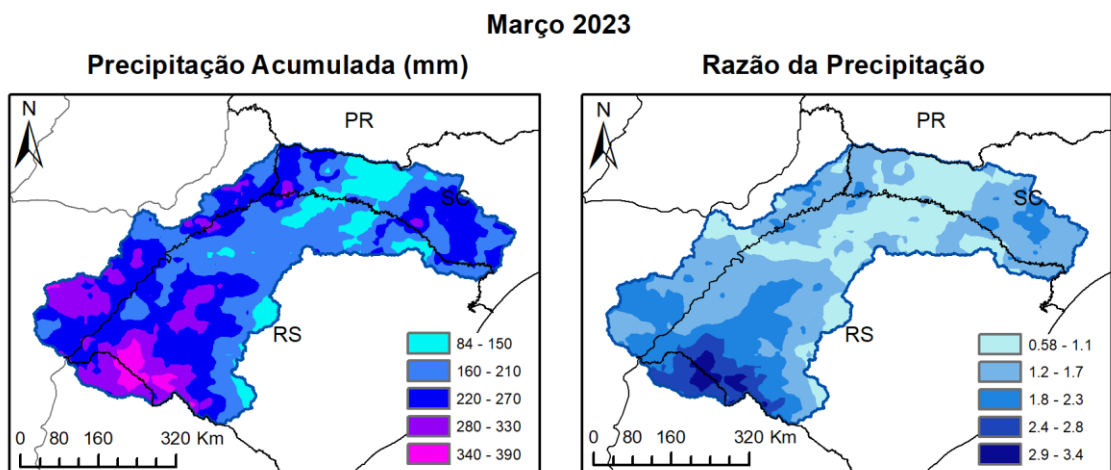 Março 2023
Precipitação Acumulada (mm)
N
PR
SC
RS
84 - 150
160 - 210
220 - 270
280 - 330
340 - 390
0 80 160 320 Km
Razão da Precipitação
N
PR
SC
RS
0.58 - 1.1
1.2 - 1.7
1.8 - 2.3
2.4 - 2.8
2.9 - 3.4
0 80 160 320 Km